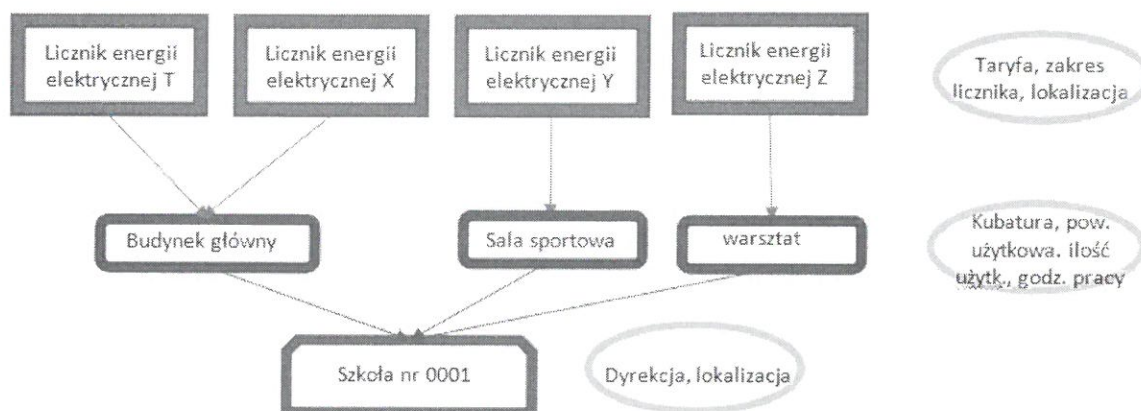 Licznik energii
elektrycznej T
Licznik energii
elektrycznej X
Licznik energii
elektrycznej Y
Licznik energii
elektrycznej Z
Taryfa, zakres
licznika, lokalizacja
Budynek główny
Sala sportowa
warsztat
Kubatura, pow.
użytkowa. ilość
użytk., godz. pracy
Szkoła nr 0001
Dyrekcja, lokalizacja